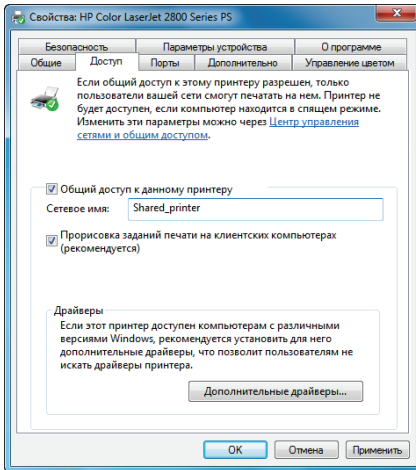 Свойства: HP Color LaserJet 2800 Series PS
Безопасность Параметры устройства О программе
Общие Доступ Порты Дополнительно Управление цветом
Если общий доступ к этому принтеру разрешен, только
пользователи вашей сети смогут печатать на нем. Принтер не
будет доступен, если компьютер находится в спящем режиме.
Изменить эти параметры можно через Центр управления
сетями и общим доступом.
Общий доступ к данному принтеру
Сетевое имя: Shared_printer
Прорисовка заданий печати на клиентских компьютерах
(рекомендуется)
Драйверы
Если этот принтер доступен компьютерам с различными
версиями Windows, рекомендуется установить для него
дополнительные драйверы, что позволит пользователям не
искать драйверы принтера.
Дополнительные драйверы...
OK Отмена Применить